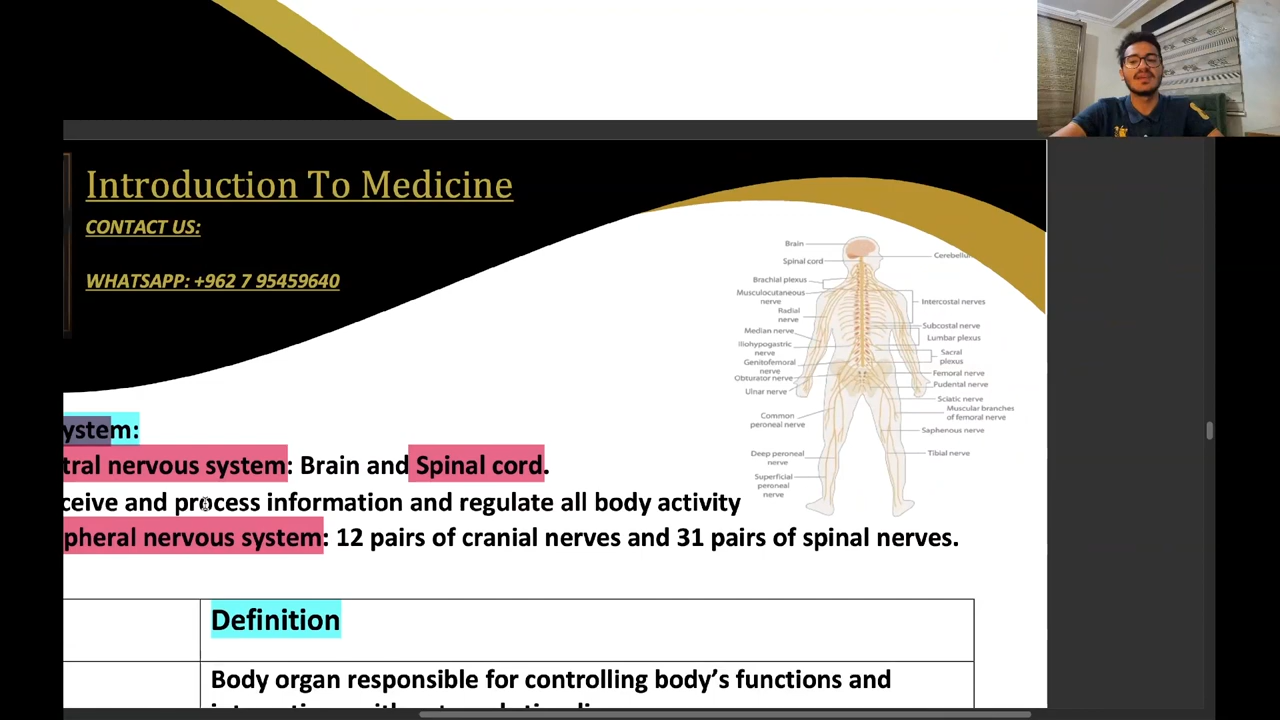 Introduction To Medicine
CONTACT US:
WHATSAPP: +962 7 95459640
Brain
Spinal cord
Brachial plexus
Musculocutaneous
nerve
Radial
nerve
Median nerve
Iliohypogastric
nerve
Genitofemoral
nerve
Obturator nerve
Ulnar nerve
Common
peroneal nerve
Deep peroneal
nerve
Superficial
peroneal
nerve
Cerebellum
Intercostal nerves
Subcostal nerve
Lumbar plexus
Sacral
plexus
Femoral nerve
Pudental nerve
Sciatic nerve
Muscular branches
of femoral nerve
Saphenous nerve
Tibial nerve
ystem:
tral nervous system: Brain and Spinal cord.
ceive and process information and regulate all body activity
pheral nervous system: 12 pairs of cranial nerves and 31 pairs of spinal nerves.
Definition
Body organ responsible for controlling body’s functions and